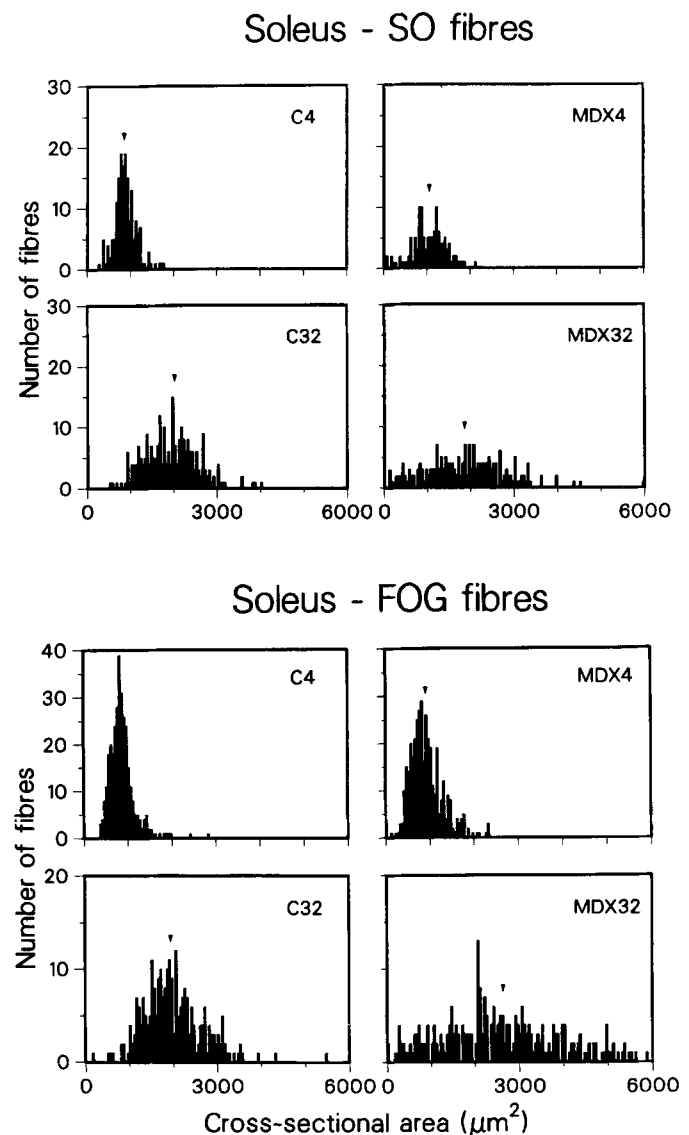 Soleus - SO fibres
30
20
10
0
C4
MDX4
Number of fibres
30
20
10
0
C32
MDX32
0
3000
6000
0
3000
6000
Soleus - FOG fibres
40
30
20
10
0
C4
MDX4
Number of fibres
20
10
0
C32
MDX32
0
3000
6000
0
3000
6000
Cross-sectional area (μm²)